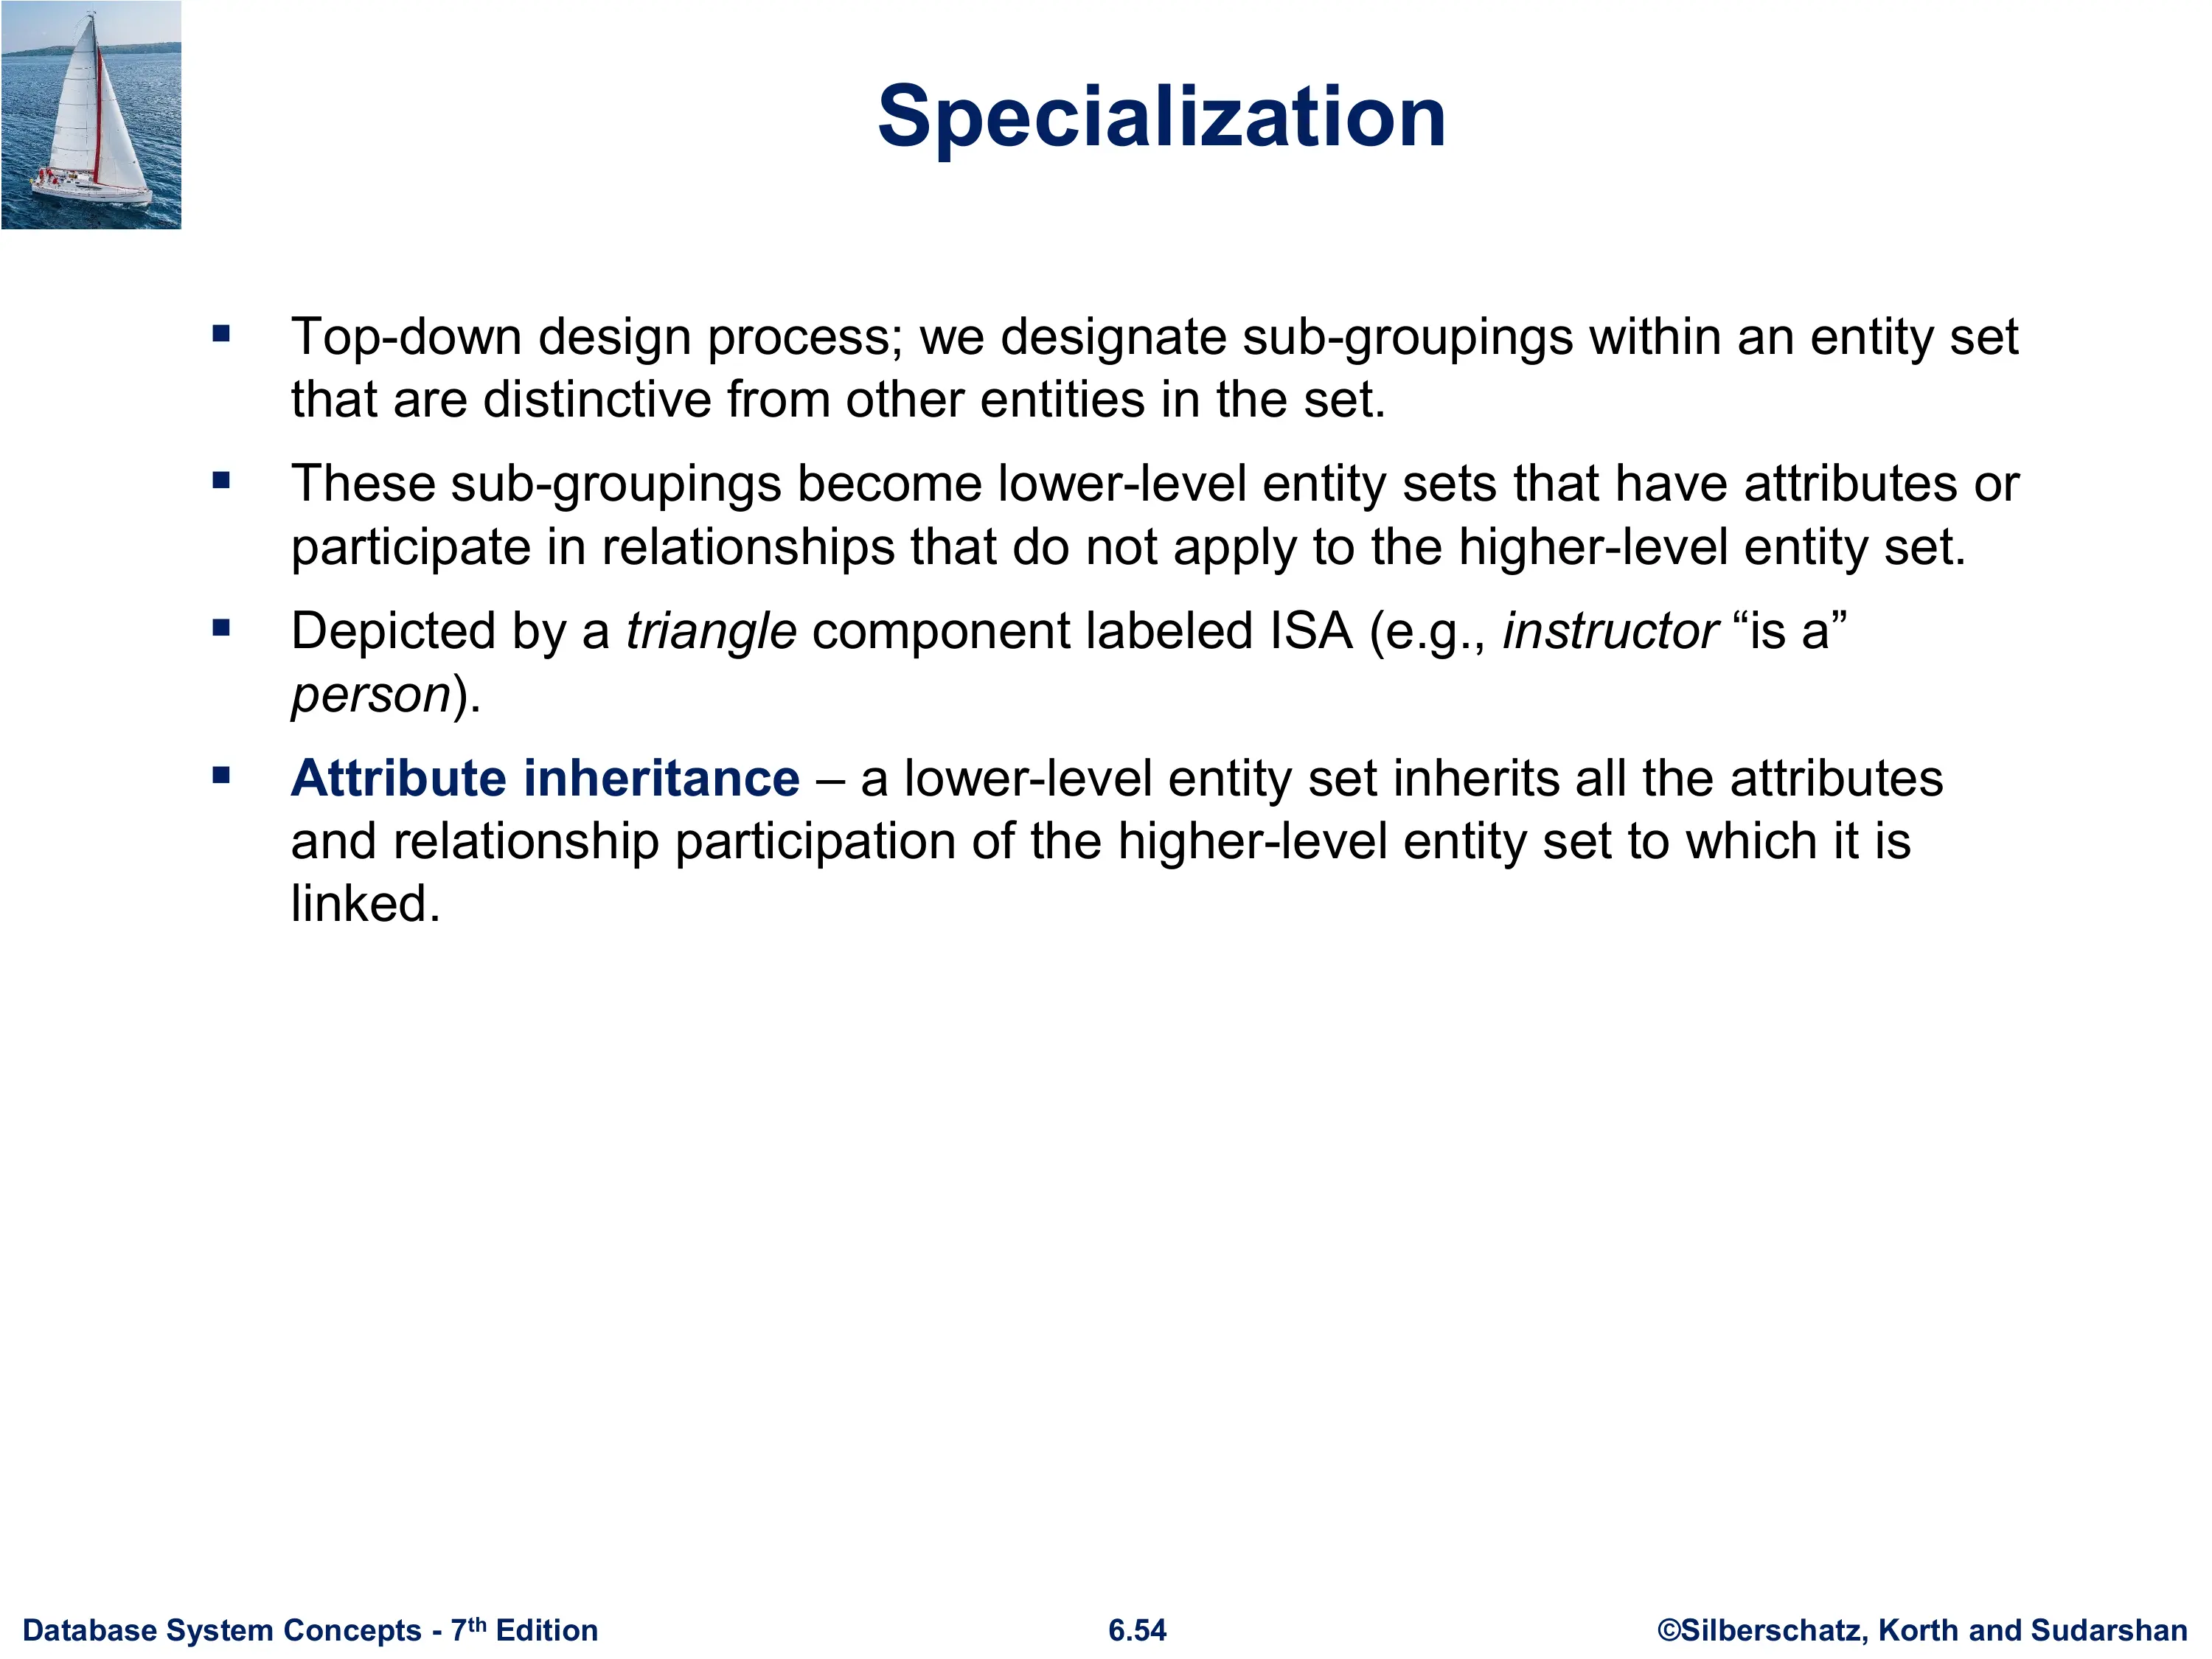 Specialization
▪ Top-down design process; we designate sub-groupings within an entity set
that are distinctive from other entities in the set.
▪ These sub-groupings become lower-level entity sets that have attributes or
participate in relationships that do not apply to the higher-level entity set.
▪ Depicted by a triangle component labeled ISA (e.g., instructor “is a”
person).
▪ Attribute inheritance – a lower-level entity set inherits all the attributes
and relationship participation of the higher-level entity set to which it is
linked.
Database System Concepts - 7th Edition
6.54
©Silberschatz, Korth and Sudarshan